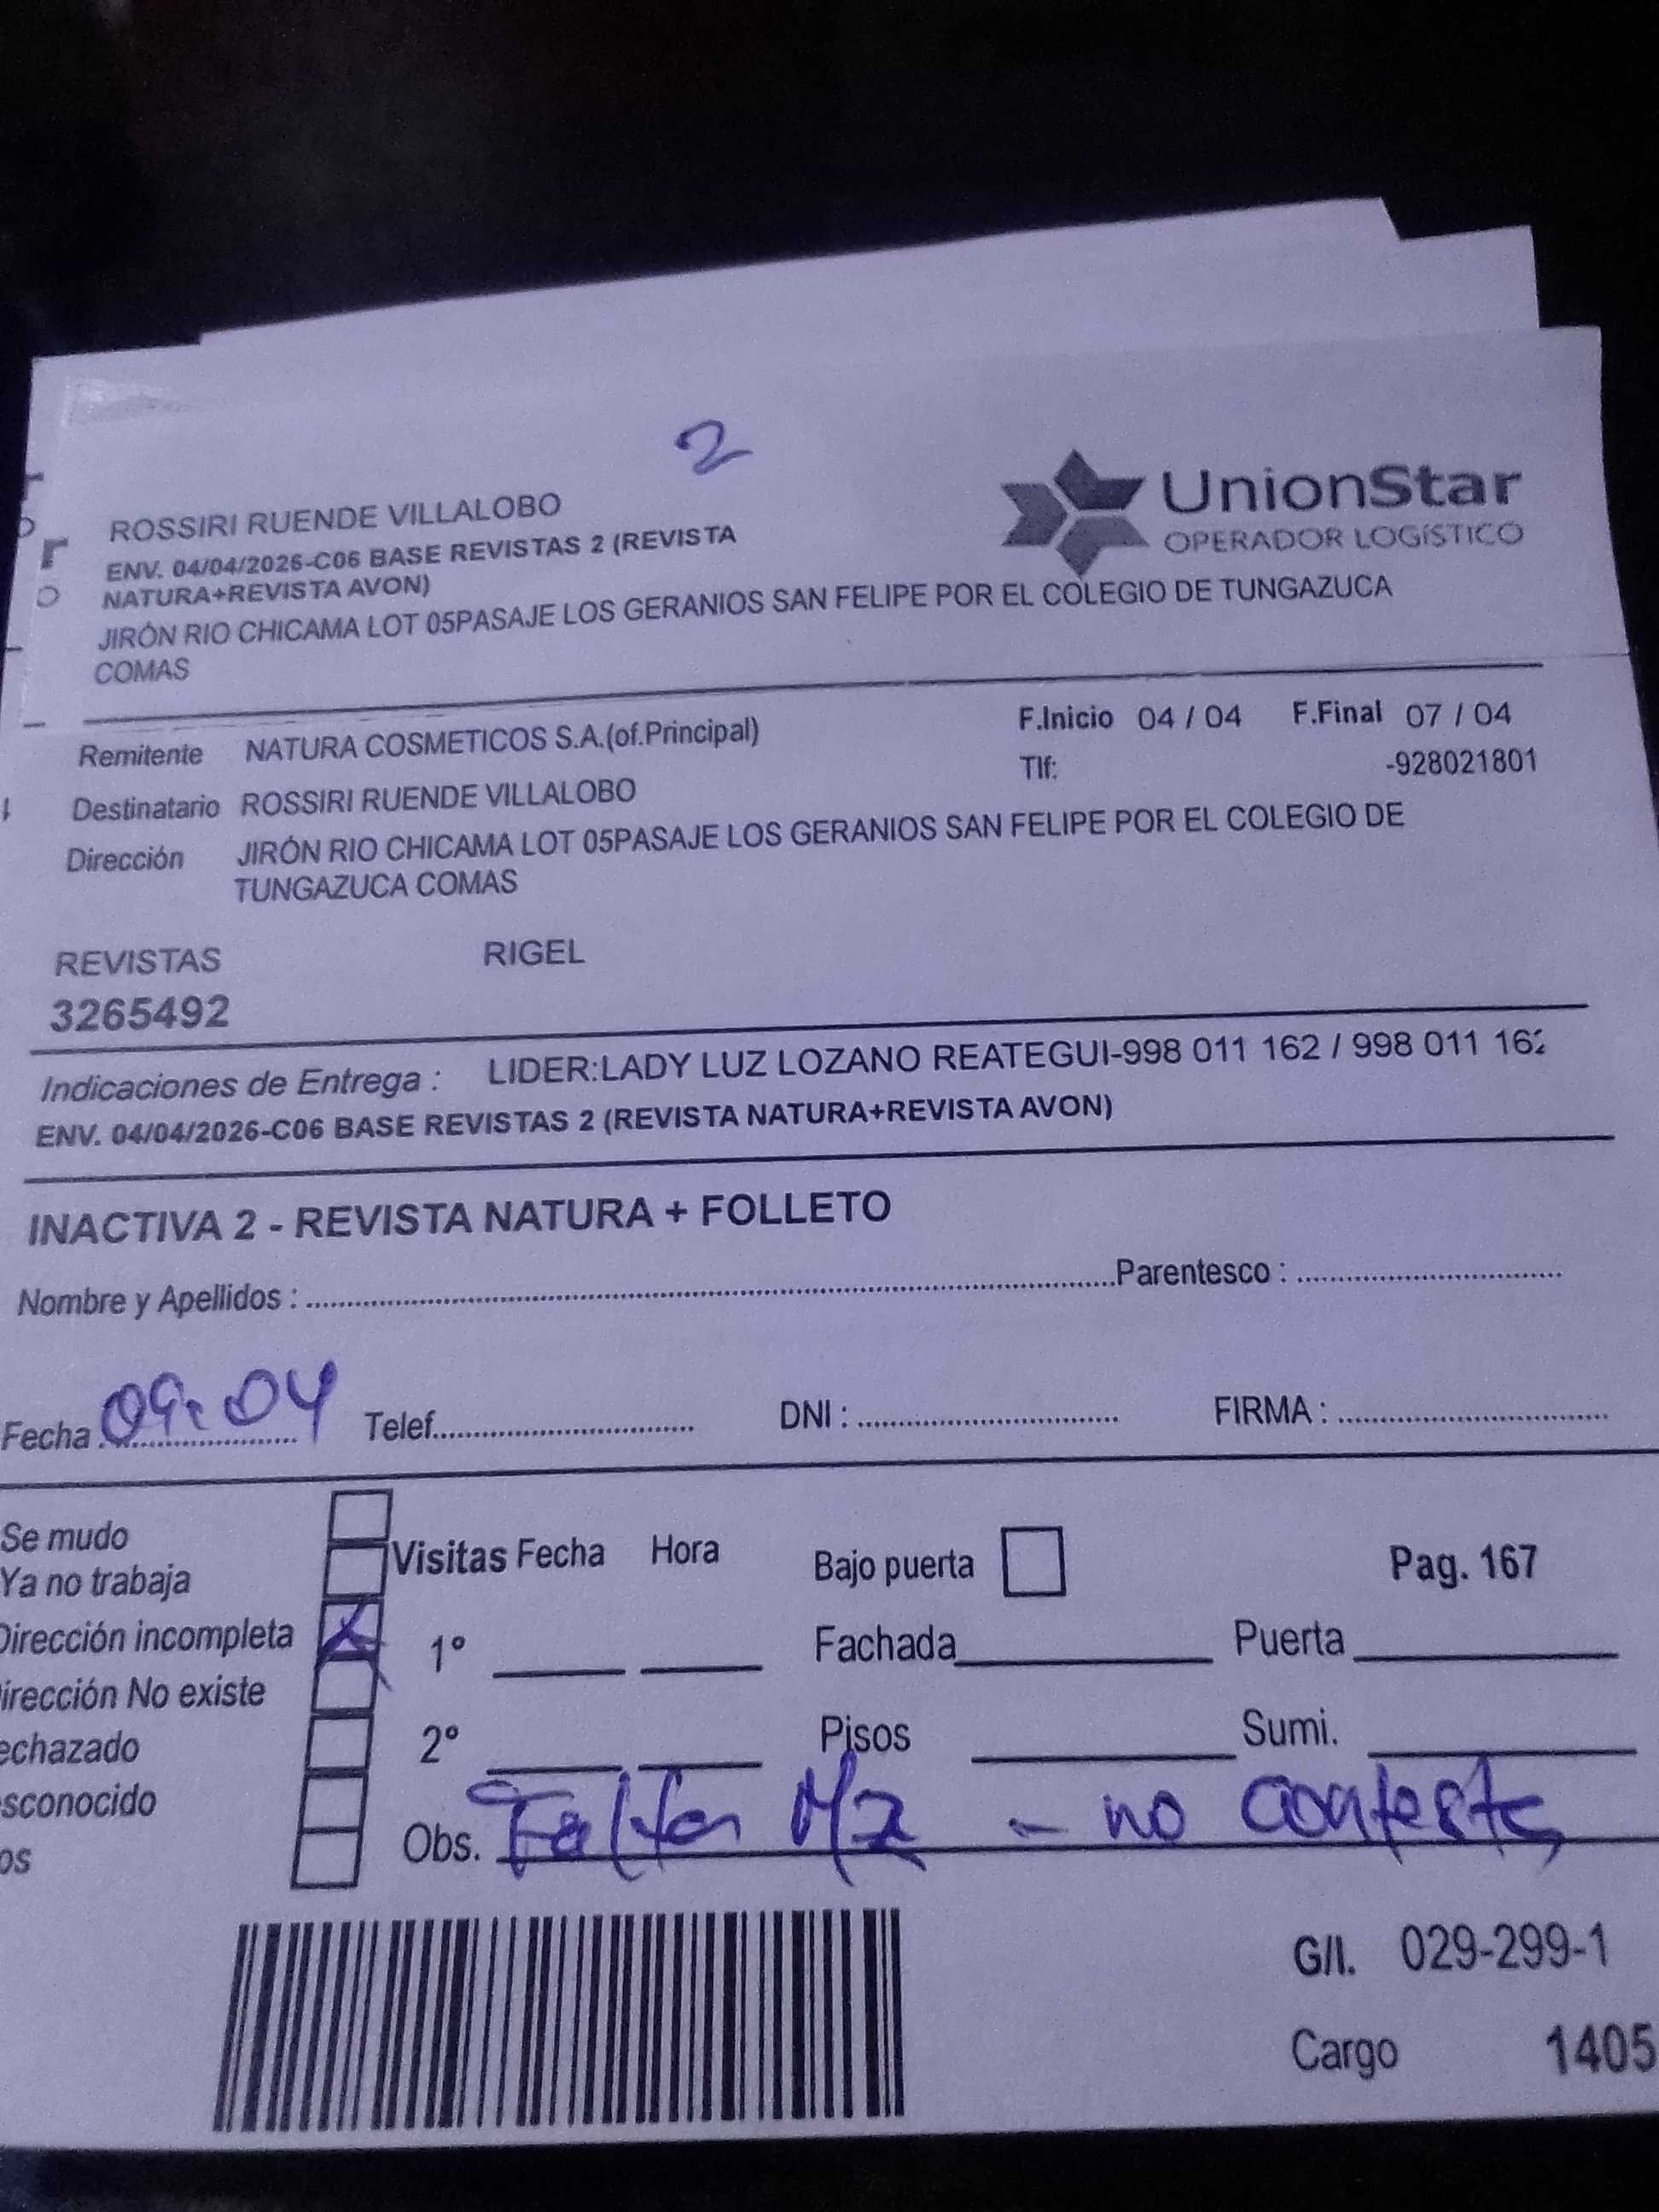 2
UnionStar
OPERADOR LOGÍSTICO
ROSSIRI RUENDE VILLALOBO
ENV. 04/04/2026-C06 BASE REVISTAS 2 (REVISTA
NATURA+REVISTA AVON)
JIRÓN RIO CHICAMA LOT 05PASAJE LOS GERANIOS SAN FELIPE POR EL COLEGIO DE TUNGAZUCA
COMAS
Remitente NATURA COSMETICOS S.A.(of.Principal) F.Inicio 04 / 04 F.Final 07 / 04
Tlf: -928021801
Destinatario ROSSIRI RUENDE VILLALOBO
Dirección JIRÓN RIO CHICAMA LOT 05PASAJE LOS GERANIOS SAN FELIPE POR EL COLEGIO DE
TUNGAZUCA COMAS
REVISTAS RIGEL
3265492
Indicaciones de Entrega : LIDER:LADY LUZ LOZANO REATEGUI-998 011 162 / 998 011 162
ENV. 04/04/2026-C06 BASE REVISTAS 2 (REVISTA NATURA+REVISTA AVON)
INACTIVA 2 - REVISTA NATURA + FOLLETO
Nombre y Apellidos : Parentesco :
Fecha 09.04 Telef. DNI : FIRMA :
Se mudo
Ya no trabaja
Dirección incompleta X
irección No existe
echazado
sconocido
os
Visitas Fecha Hora Bajo puerta Pag. 167
1° Fachada Puerta
2° Pisos Sumi.
Obs. Falta Mz - no contesta
G/I. 029-299-1
Cargo 1405